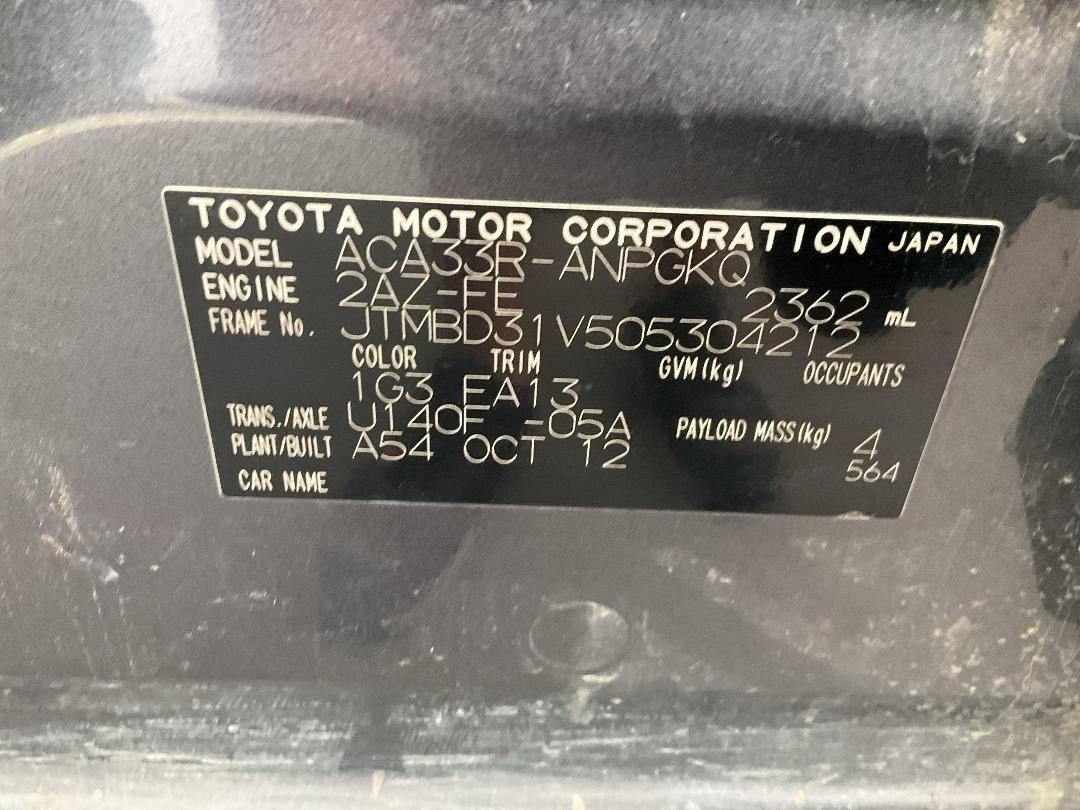 TOYOTA MOTOR CORPORATION JAPAN
MODEL ACA33R-ANPGKQ
ENGINE 2AZ-FE 2362 mL
FRAME No. JTMBD31V505304212
COLOR TRIM GVM(kg) OCCUPANTS
1G3 FA13
TRANS./AXLE U140F -05A PAYLOAD MASS(kg) 4
PLANT/BUILT A54 OCT 12 564
CAR NAME